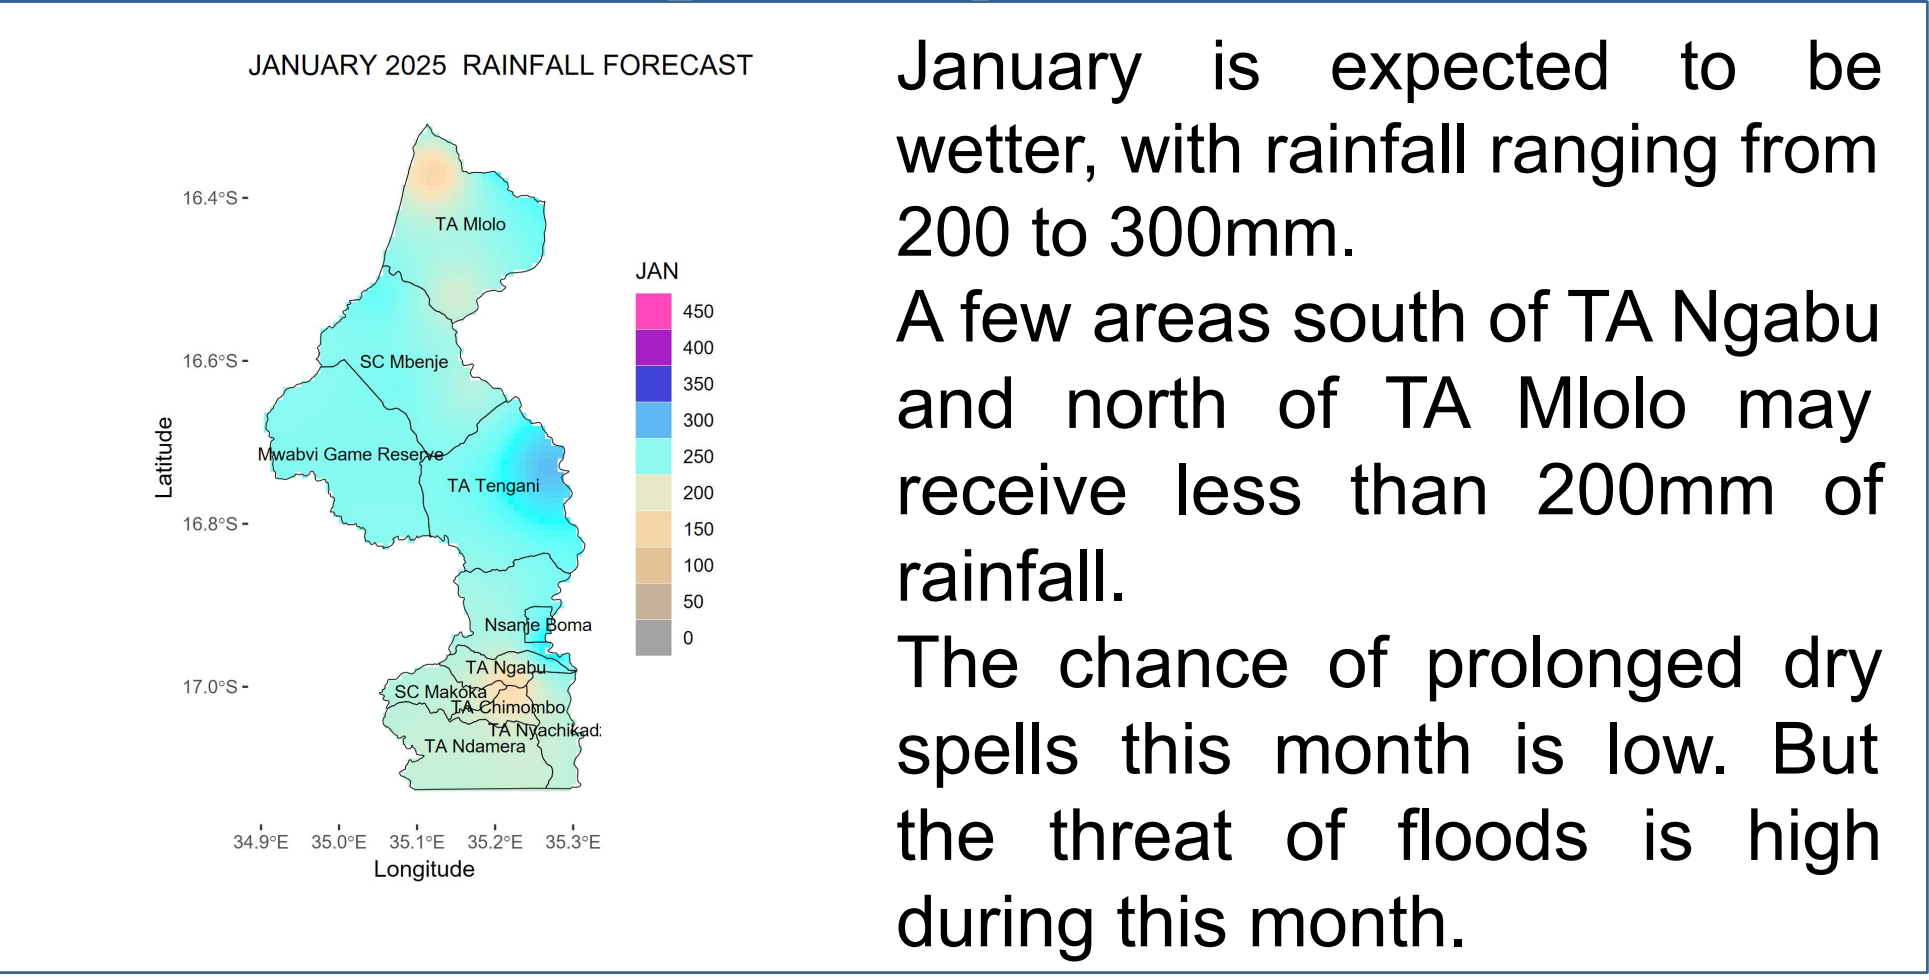 JANUARY 2025 RAINFALL FORECAST
16.4°S
16.6°S
16.8°S
17.0°S
Latitude
TA Mlolo
SC Mbenje
Mwabvi Game Reserve
TA Tengani
Nsanje Boma
TA Ngabu
SC Makoka
TA Chimombo
TA Nyachikad
TA Ndamera
34.9°E 35.0°E 35.1°E 35.2°E 35.3°E
Longitude
JAN
450
400
350
300
250
200
150
100
50
0
January is expected to be
wetter, with rainfall ranging from
200 to 300mm.
A few areas south of TA Ngabu
and north of TA Mlolo may
receive less than 200mm of
rainfall.
The chance of prolonged dry
spells this month is low. But
the threat of floods is high
during this month.